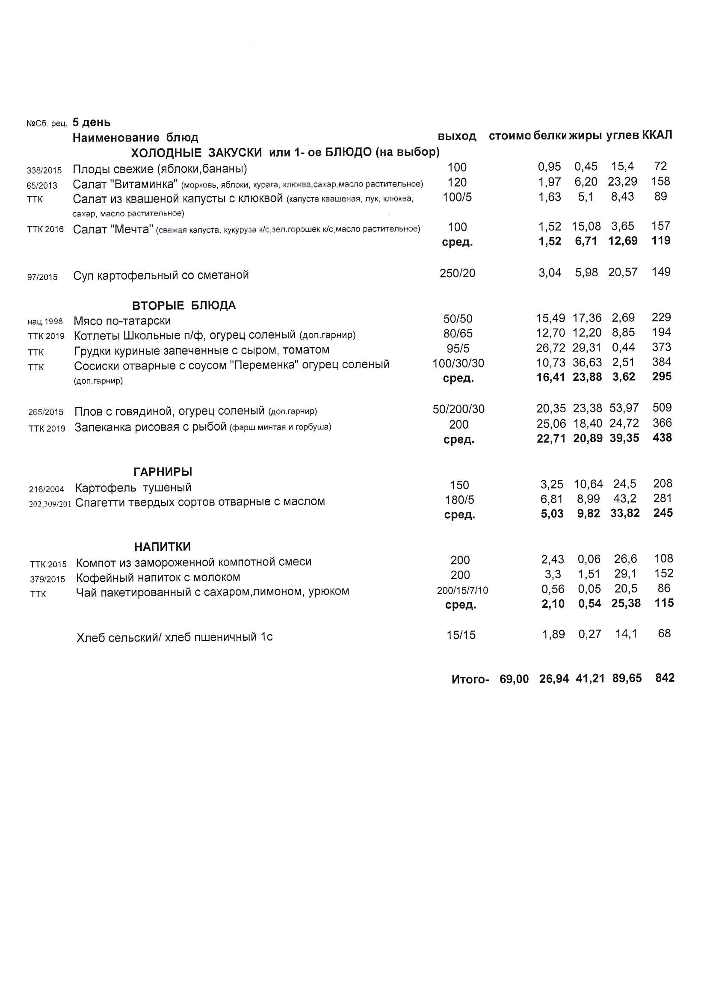 №Сб. рец. 5 день
Наименование блюд выход стоимо белки жиры углев ККАЛ
ХОЛОДНЫЕ ЗАКУСКИ или 1- ое БЛЮДО (на выбор)
338/2015 Плоды свежие (яблоки,бананы) 100 0,95 0,45 15,4 72
65/2013 Салат "Витаминка" (морковь, яблоки, курага, клюква,сахар,масло растительное) 120 1,97 6,20 23,29 158
ТТК Салат из квашеной капусты с клюквой (капуста квашеная, лук, клюква, 100/5 1,63 5,1 8,43 89
сахар, масло растительное)
ТТК 2016 Салат "Мечта" (свежая капуста, кукуруза к/с,зел.горошек к/с,масло растительное) 100 1,52 15,08 3,65 157
сред. 1,52 6,71 12,69 119
97/2015 Суп картофельный со сметаной 250/20 3,04 5,98 20,57 149
ВТОРЫЕ БЛЮДА
нац.1998 Мясо по-татарски 50/50 15,49 17,36 2,69 229
ТТК 2019 Котлеты Школьные п/ф, огурец соленый (доп.гарнир) 80/65 12,70 12,20 8,85 194
ТТК Грудки куриные запеченные с сыром, томатом 95/5 26,72 29,31 0,44 373
ТТК Сосиски отварные с соусом "Переменка" огурец соленый 100/30/30 10,73 36,63 2,51 384
(доп.гарнир) сред. 16,41 23,88 3,62 295
265/2015 Плов с говядиной, огурец соленый (доп.гарнир) 50/200/30 20,35 23,38 53,97 509
ТТК 2019 Запеканка рисовая с рыбой (фарш минтая и горбуша) 200 25,06 18,40 24,72 366
сред. 22,71 20,89 39,35 438
ГАРНИРЫ
216/2004 Картофель тушеный 150 3,25 10,64 24,5 208
202,309/201 Спагетти твердых сортов отварные с маслом 180/5 6,81 8,99 43,2 281
сред. 5,03 9,82 33,82 245
НАПИТКИ
ТТК 2015 Компот из замороженной компотной смеси 200 2,43 0,06 26,6 108
379/2015 Кофейный напиток с молоком 200 3,3 1,51 29,1 152
ТТК Чай пакетированный с сахаром,лимоном, урюком 200/15/7/10 0,56 0,05 20,5 86
сред. 2,10 0,54 25,38 115
Хлеб сельский/ хлеб пшеничный 1с 15/15 1,89 0,27 14,1 68
Итого- 69,00 26,94 41,21 89,65 842